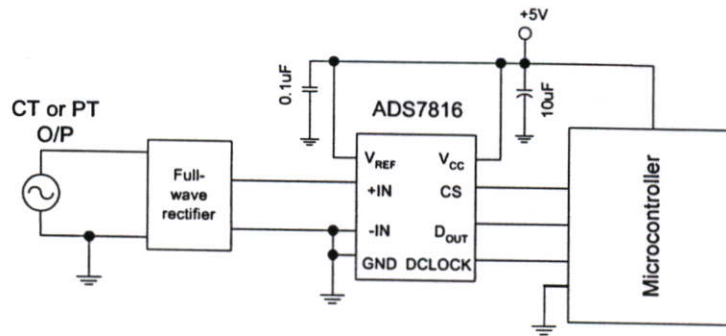 +5V
0.1uF
10uF
ADS7816
CT or PT
O/P
Full-
wave
rectifier
VREF
VCC
+IN
CS
-IN
DOUT
GND
DCLOCK
Microcontroller